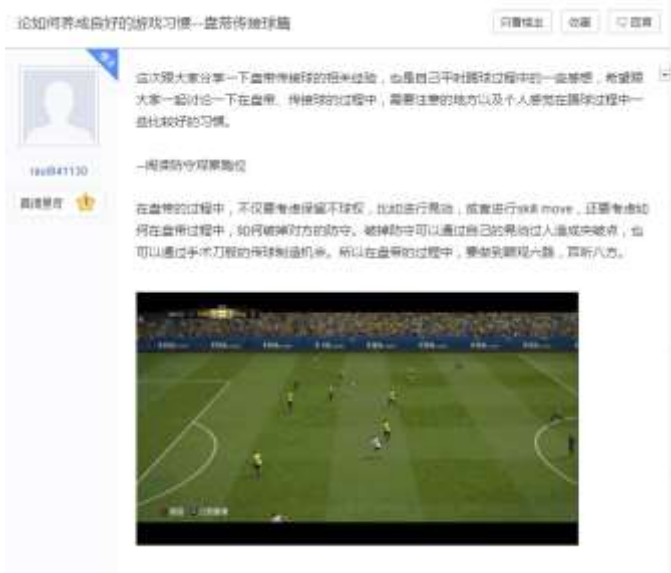 论如何养成良好的游戏习惯--盘带传接球篇
只看楼主
收藏
回复
楼主
这次跟大家分享一下盘带传接球的相关经验，也是自己平时踢球过程中的一些感想，希望跟
大家一起讨论一下在盘带、传接球的过程中，需要注意的地方以及个人感觉在踢球过程中一
些比较好的习惯。
raul841130
--阅读防守观察跑位
在盘带的过程中，不仅要考虑保留不球权，比如进行晃动，或者进行skill move，还要考虑如
何在盘带过程中，如何破掉对方的防守。破掉防守可以通过自己的晃动过人造成突破点，也
可以通过手术刀般的传球制造机会。所以在盘带的过程中，要做到眼观六路，耳听八方。